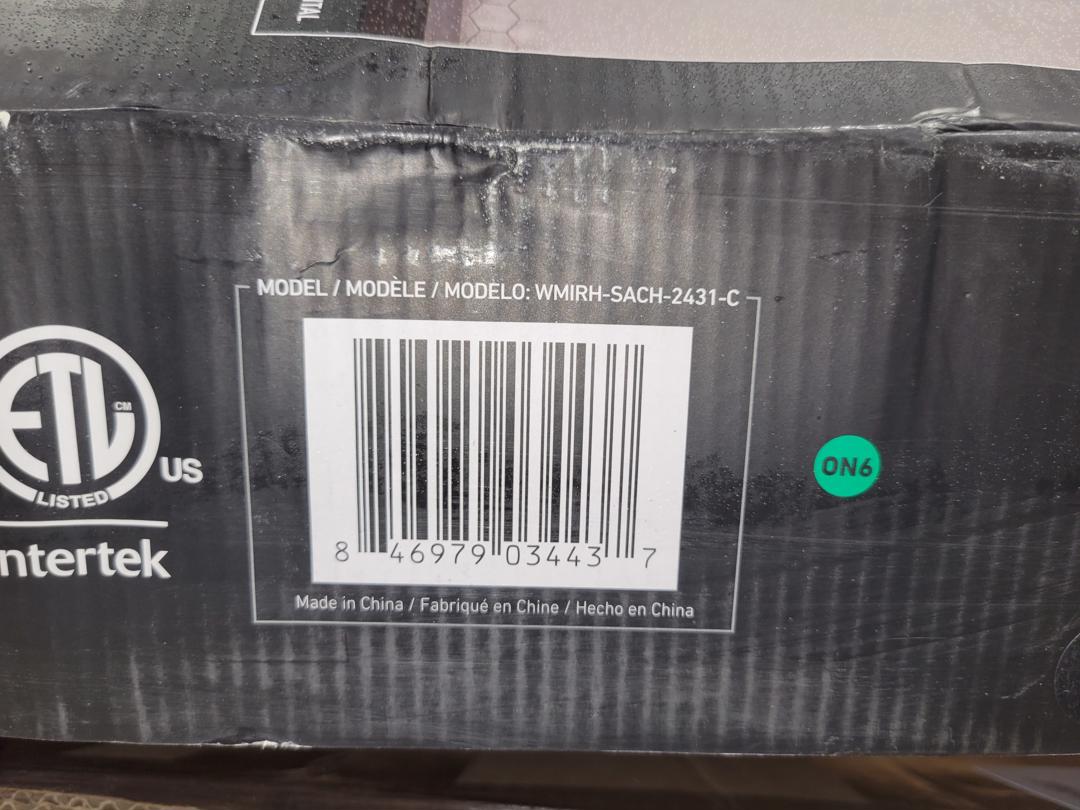 MODEL / MODÈLE / MODELO: WMIRH-SACH-2431-C
ETL
CM
US
LISTED
8 46979 03443 7
ON6
Made in China / Fabriqué en Chine / Hecho en China